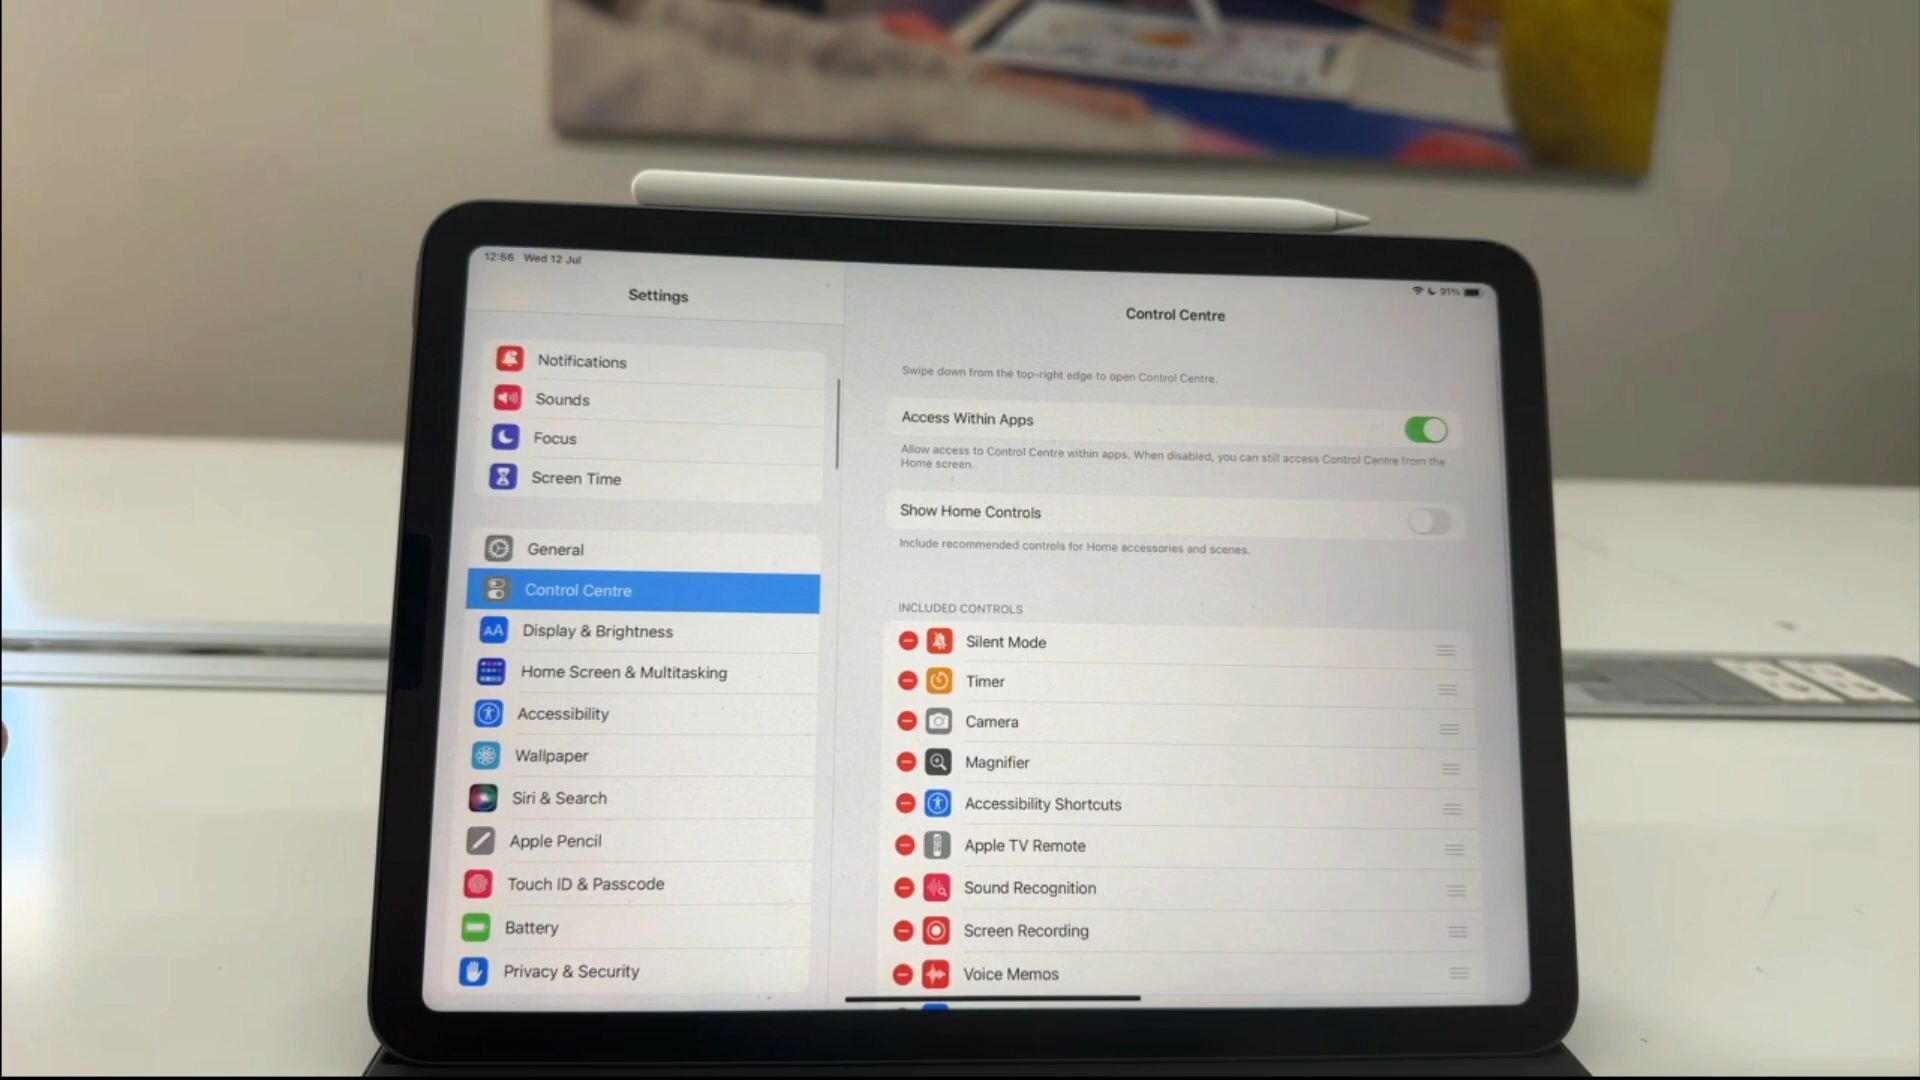 12:56 Wed 12 Jul
91%
Settings
Notifications
Sounds
Focus
Screen Time
General
Control Centre
AA
Display & Brightness
Home Screen & Multitasking
Accessibility
Wallpaper
Siri & Search
Apple Pencil
Touch ID & Passcode
Battery
Privacy & Security
Control Centre
Swipe down from the top-right edge to open Control Centre.
Access Within Apps
Allow access to Control Centre within apps. When disabled, you can still access Control Centre from the
Home screen.
Show Home Controls
Include recommended controls for Home accessories and scenes.
INCLUDED CONTROLS
Silent Mode
Timer
Camera
Magnifier
Accessibility Shortcuts
Apple TV Remote
Sound Recognition
Screen Recording
Voice Memos